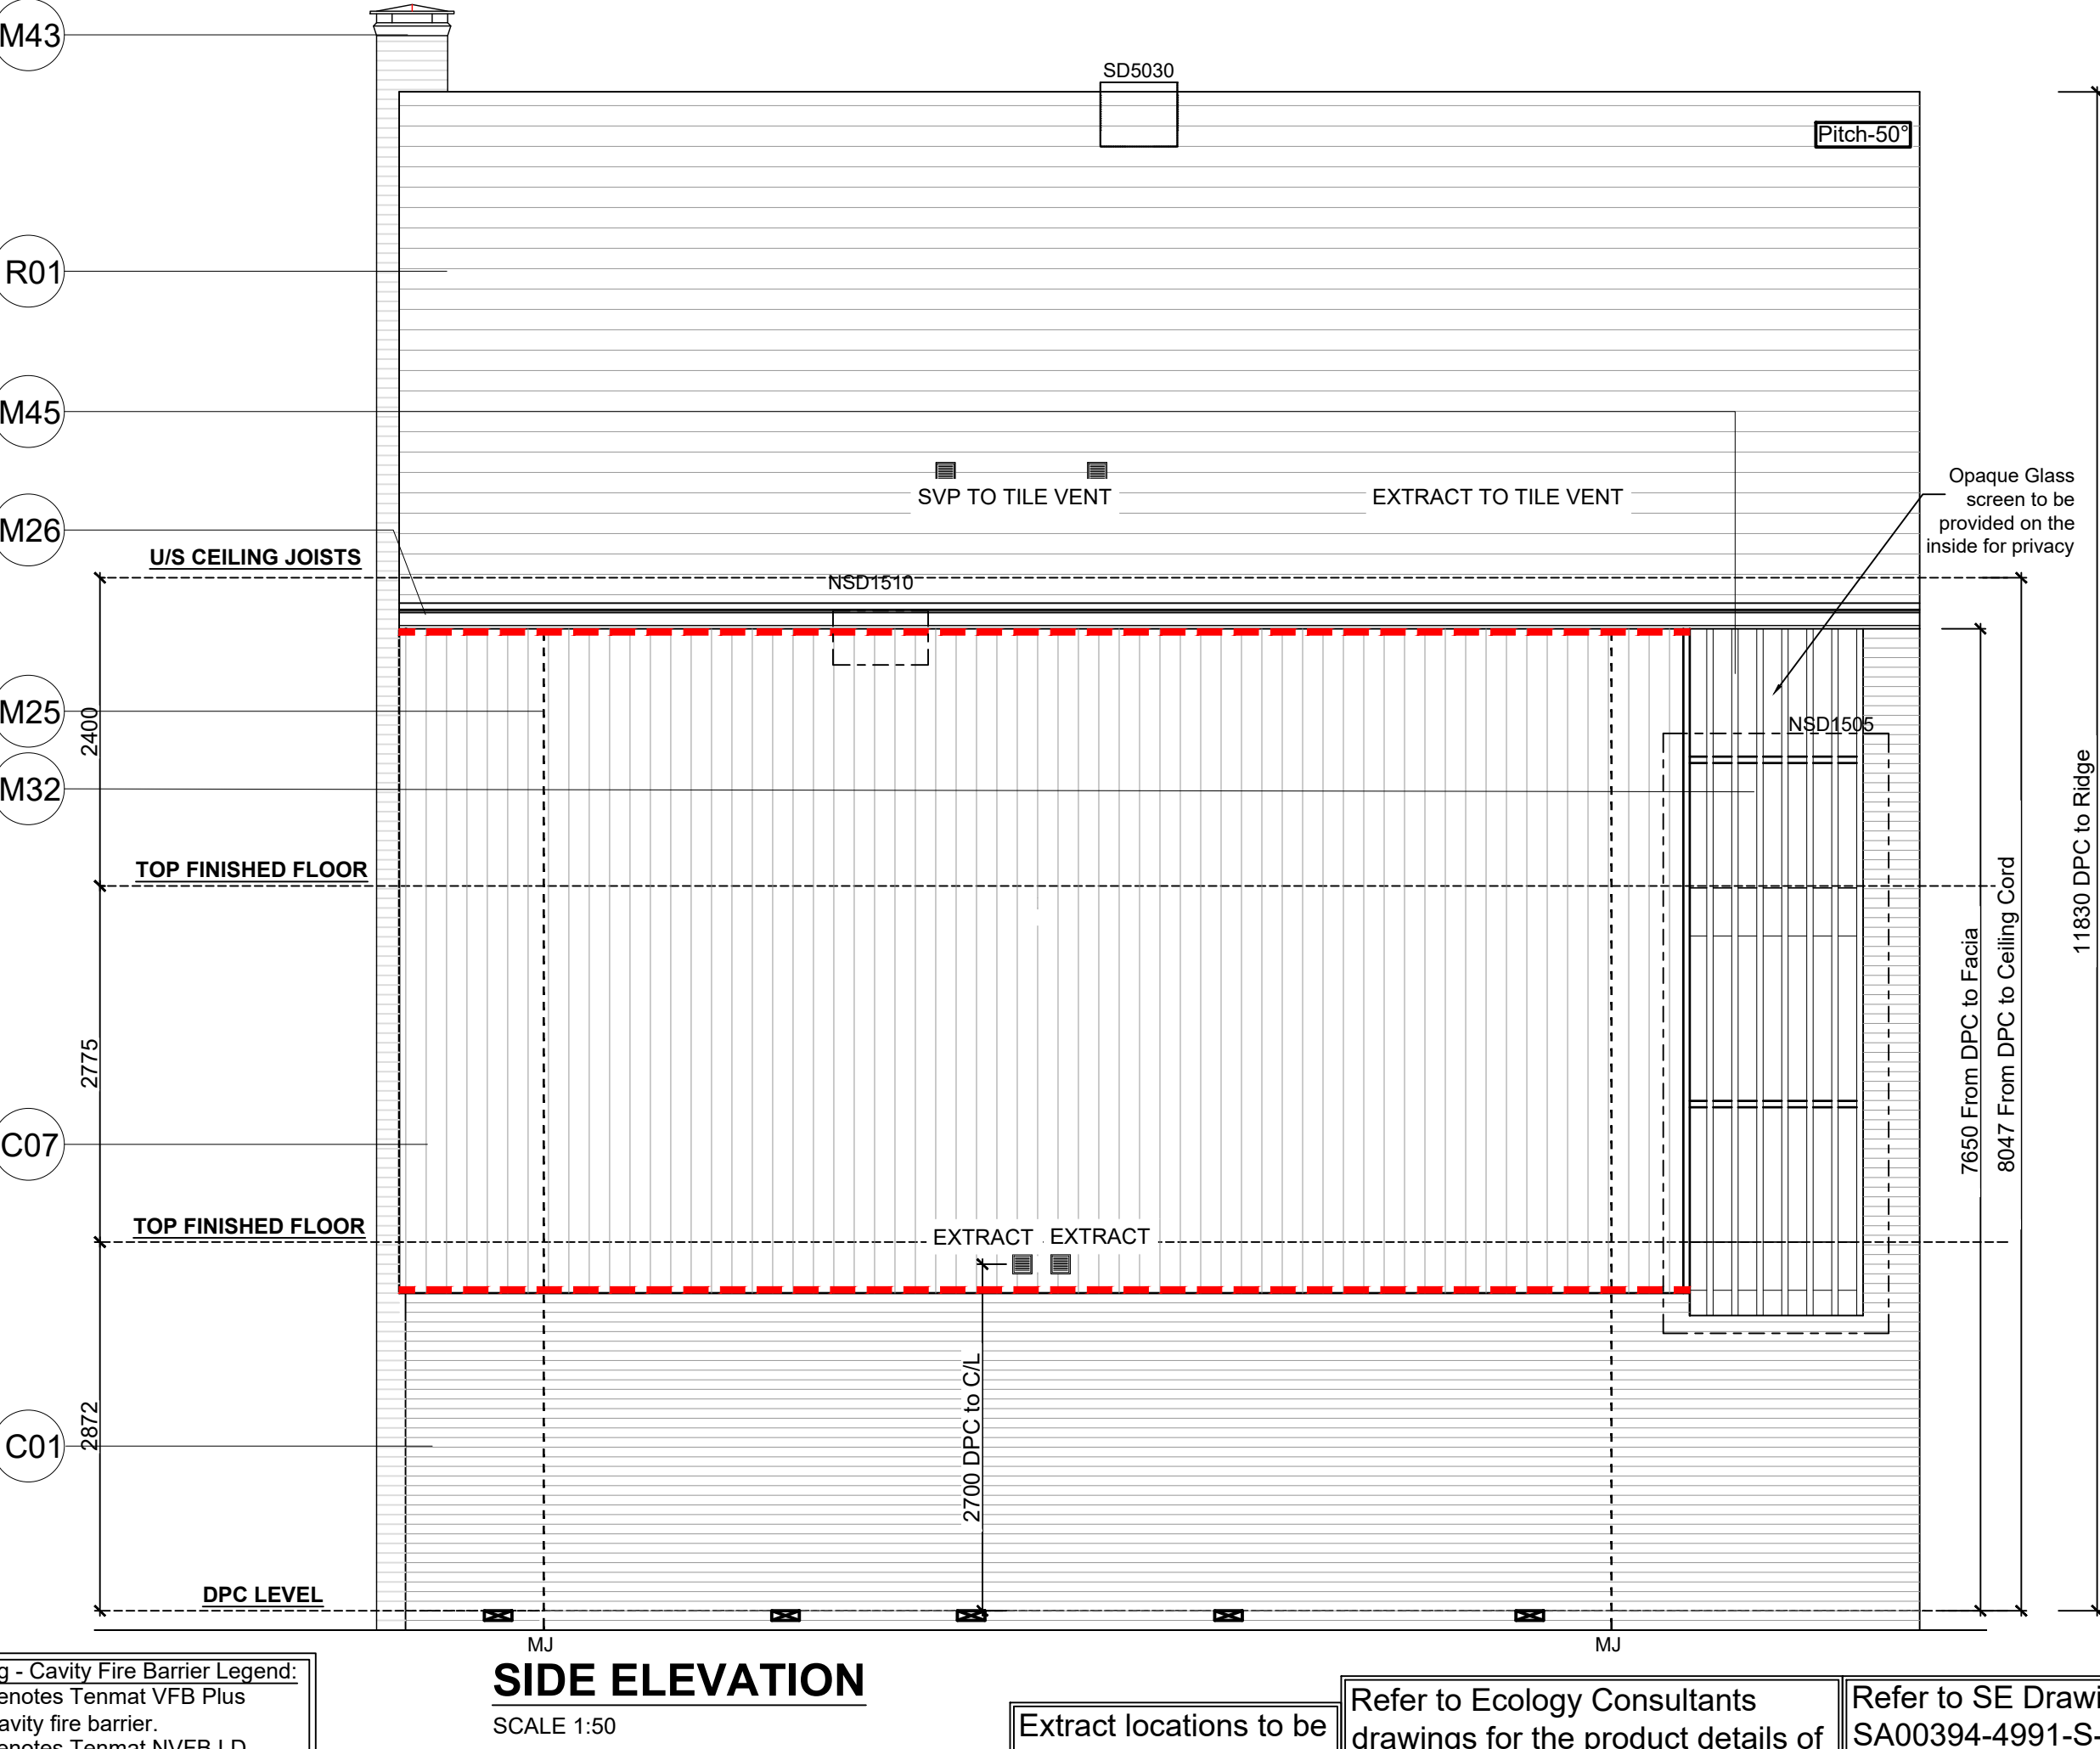 M43
SD5030
Pitch-50°
R01
M45
SVP TO TILE VENT
EXTRACT TO TILE VENT
Opaque Glass
screen to be
provided on the
inside for privacy
M26
U/S CEILING JOISTS
NSD1510
M25
2400
NSD1505
M32
11830 DPC to Ridge
TOP FINISHED FLOOR
7650 From DPC to Facia
8047 From DPC to Ceiling Cord
2775
C07
TOP FINISHED FLOOR
EXTRACT EXTRACT
2700 DPC to C/L
2872
C01
DPC LEVEL
MJ
MJ
SIDE ELEVATION
SCALE 1:50
g - Cavity Fire Barrier Legend:
enotes Tenmat VFB Plus
avity fire barrier.
enotes Tenmat NVFB LD
Extract locations to be
Refer to Ecology Consultants
drawings for the product details of
Refer to SE Drawi
SA00394-4991-S-